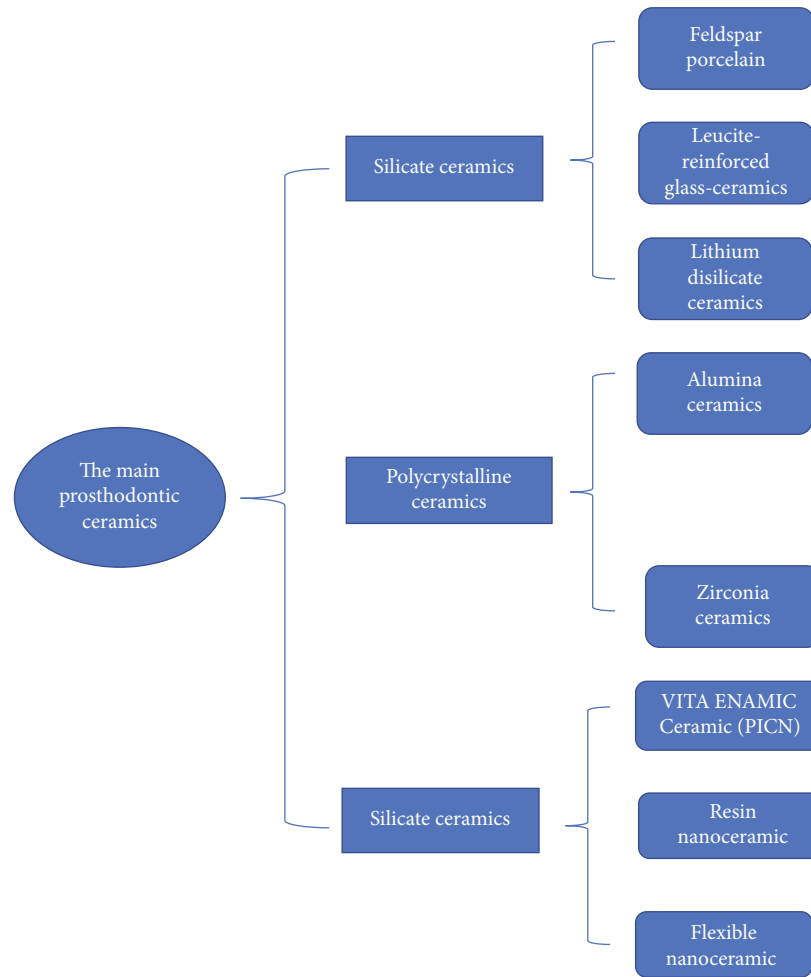 The main
prosthodontic
ceramics
Silicate ceramics
Feldspar
porcelain
Leucite-
reinforced
glass-ceramics
Lithium
disilicate
ceramics
Polycrystalline
ceramics
Alumina
ceramics
Zirconia
ceramics
Silicate ceramics
VITA ENAMIC
Ceramic (PICN)
Resin
nanoceramic
Flexible
nanoceramic